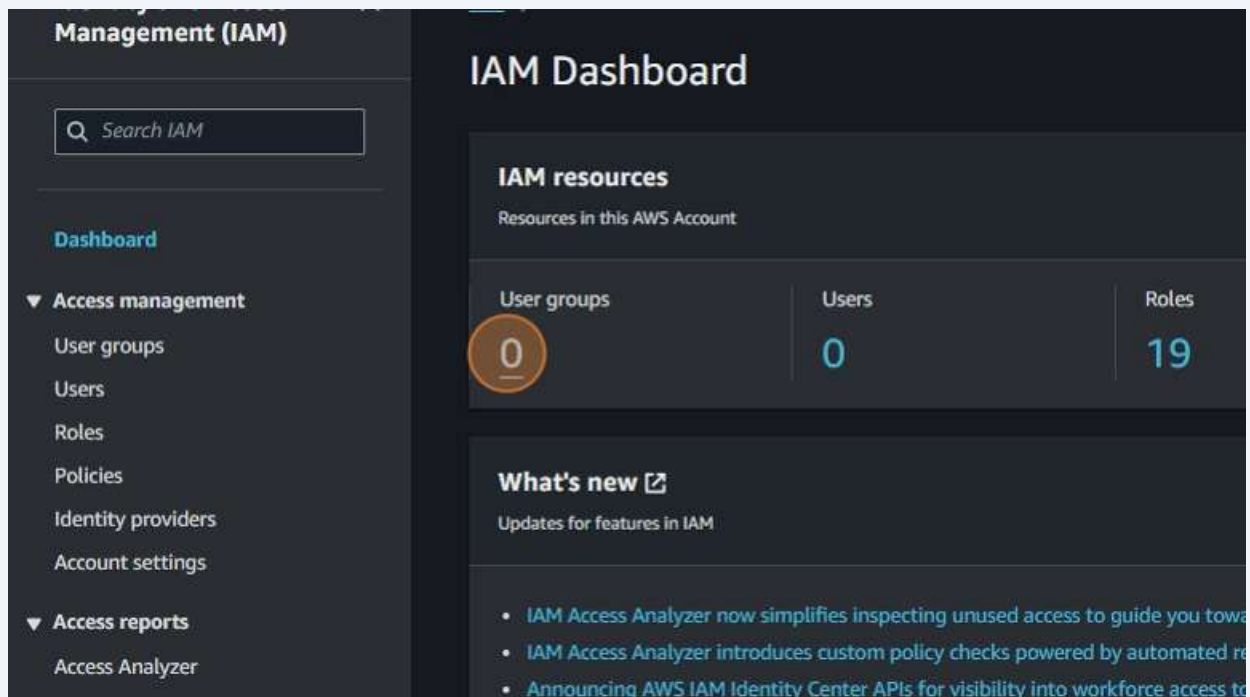 Management (IAM)
Search IAM
Dashboard
Access management
User groups
Users
Roles
Policies
Identity providers
Account settings
Access reports
Access Analyzer
IAM Dashboard
IAM resources
Resources in this AWS Account
User groups
0
Users
0
Roles
19
What's new
Updates for features in IAM
IAM Access Analyzer now simplifies inspecting unused access to guide you
IAM Access Analyzer introduces custom policy checks powered by automated
Announcing AWS IAM Identity Center APIs for visibility into workforce access to